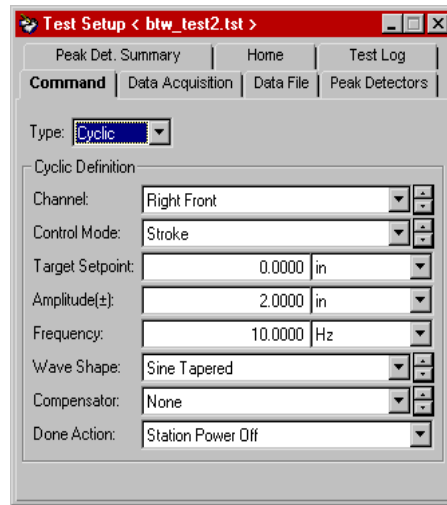 Test Setup < btw_test2.tst >
Peak Det. Summary Home Test Log
Command Data Acquisition Data File Peak Detectors
Type: Cyclic
Cyclic Definition
Channel: Right Front
Control Mode: Stroke
Target Setpoint: 0.0000 in
Amplitude(±): 2.0000 in
Frequency: 10.0000 Hz
Wave Shape: Sine Tapered
Compensator: None
Done Action: Station Power Off